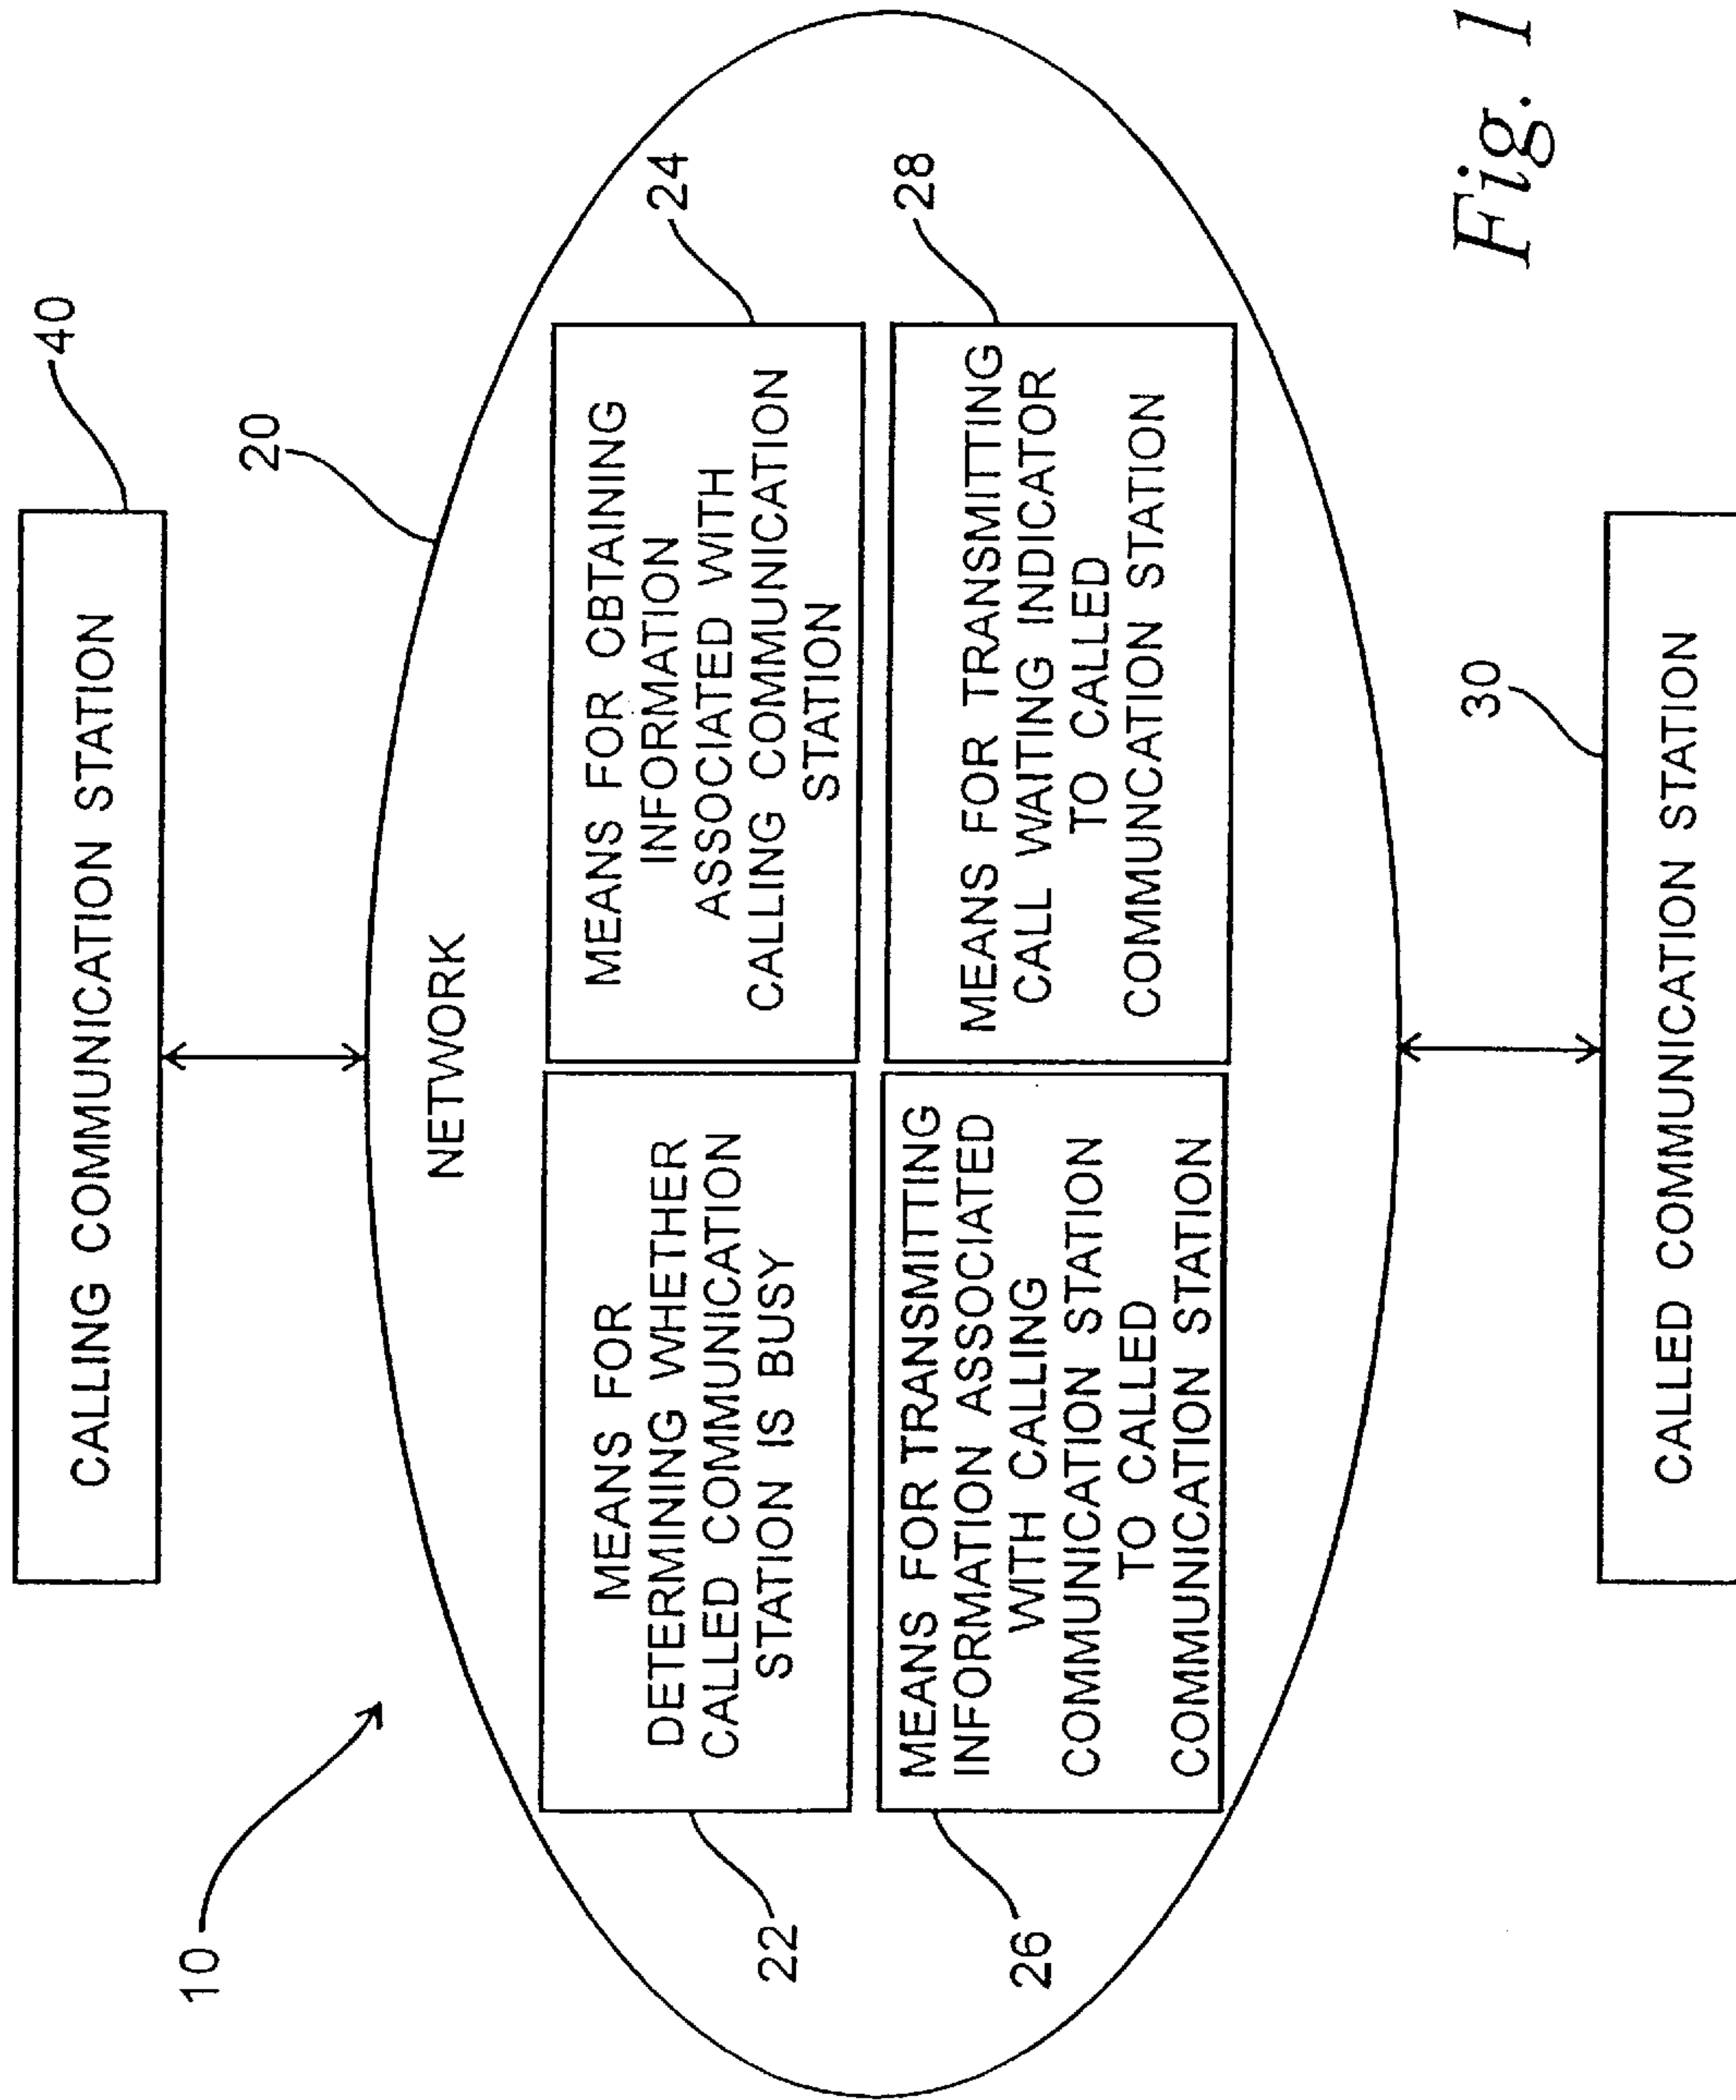 CALLING COMMUNICATION STATION
40
10
20
NETWORK
MEANS FOR
DETERMINING WHETHER
CALLED COMMUNICATION
STATION IS BUSY
22
MEANS FOR CBTAINING
INFORMATION
ASSOCIATED WITH
CALLING COMMUNICATION
STATION
24
MEANS FOR TRANSMITTING
INFORMATION ASSOCIATED
WITH CALLING
COMMUNICATION STATION
TO CALLED
COMMUNICATION STATION
26
MEANS FOR TRANSMITTING
CALL WAITING INDICATOR
TO CALLED
COMMUNICATION STATION
28
30
CALLED COMMUNICATION STATION
Fig. 1